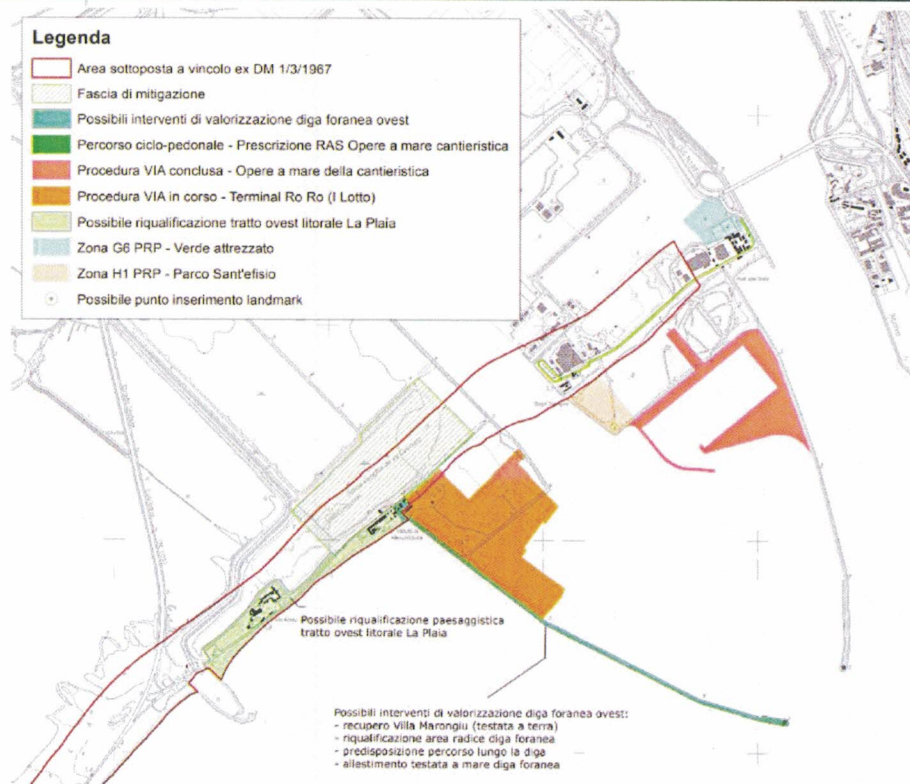 Legenda
Area sottoposta a vincolo ex DM 1/3/1967
Fascia di mitigazione
Possibili interventi di valorizzazione diga foranea ovest
Percorso ciclo-pedonale - Prescrizione RAS Opere a mare cantieristica
Procedura VIA conclusa - Opere a mare della cantieristica
Procedura VIA in corso - Terminal Ro Ro (I Lotto)
Possibile riqualificazione tratto ovest litorale La Plaia
Zona G6 PRP - Verde attrezzato
Zona H1 PRP - Parco Sant'efisio
Possibile punto inserimento landmark
Possibile riqualificazione paesaggistica
tratto ovest litorale La Plaia
Possibili interventi di valorizzazione diga foranea ovest:
- recupero Villa Marongiu (testata a terra)
- riqualificazione area radice diga foranea
- predisposizione percorso lungo la diga
- allestimento testata a mare diga foranea